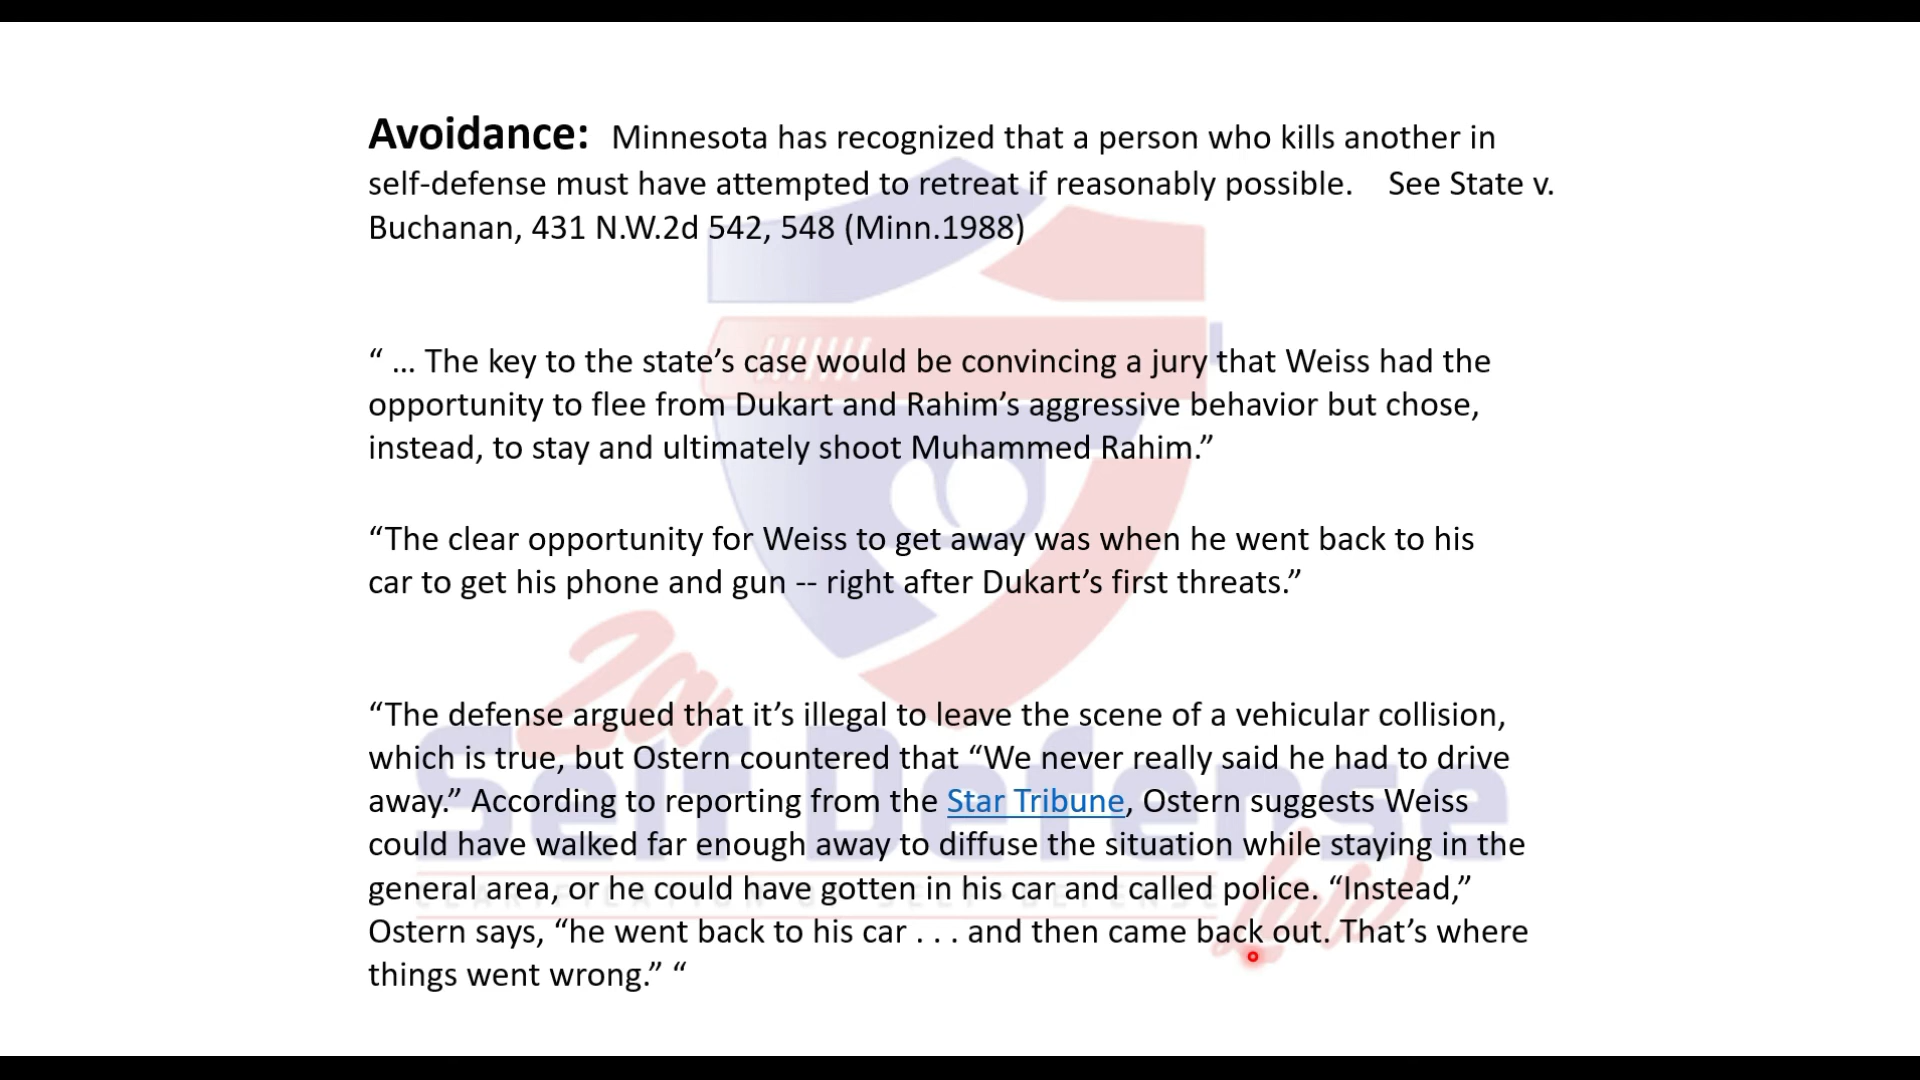 Avoidance: Minnesota has recognized that a person who kills another in
self-defense must have attempted to retreat if reasonably possible. See State v.
Buchanan, 431 N.W.2d 542, 548 (Minn.1988)
“ … The key to the state’s case would be convincing a jury that Weiss had the
opportunity to flee from Dukart and Rahim’s aggressive behavior but chose,
instead, to stay and ultimately shoot Muhammed Rahim.”
“The clear opportunity for Weiss to get away was when he went back to his
car to get his phone and gun -- right after Dukart’s first threats.”
“The defense argued that it’s illegal to leave the scene of a vehicular collision,
which is true, but Ostern countered that “We never really said he had to drive
away.” According to reporting from the Star Tribune, Ostern suggests Weiss
could have walked far enough away to diffuse the situation while staying in the
general area, or he could have gotten in his car and called police. “Instead,”
Ostern says, “he went back to his car . . . and then came back out. That’s where
things went wrong.” “
2a
Self Defense
Law